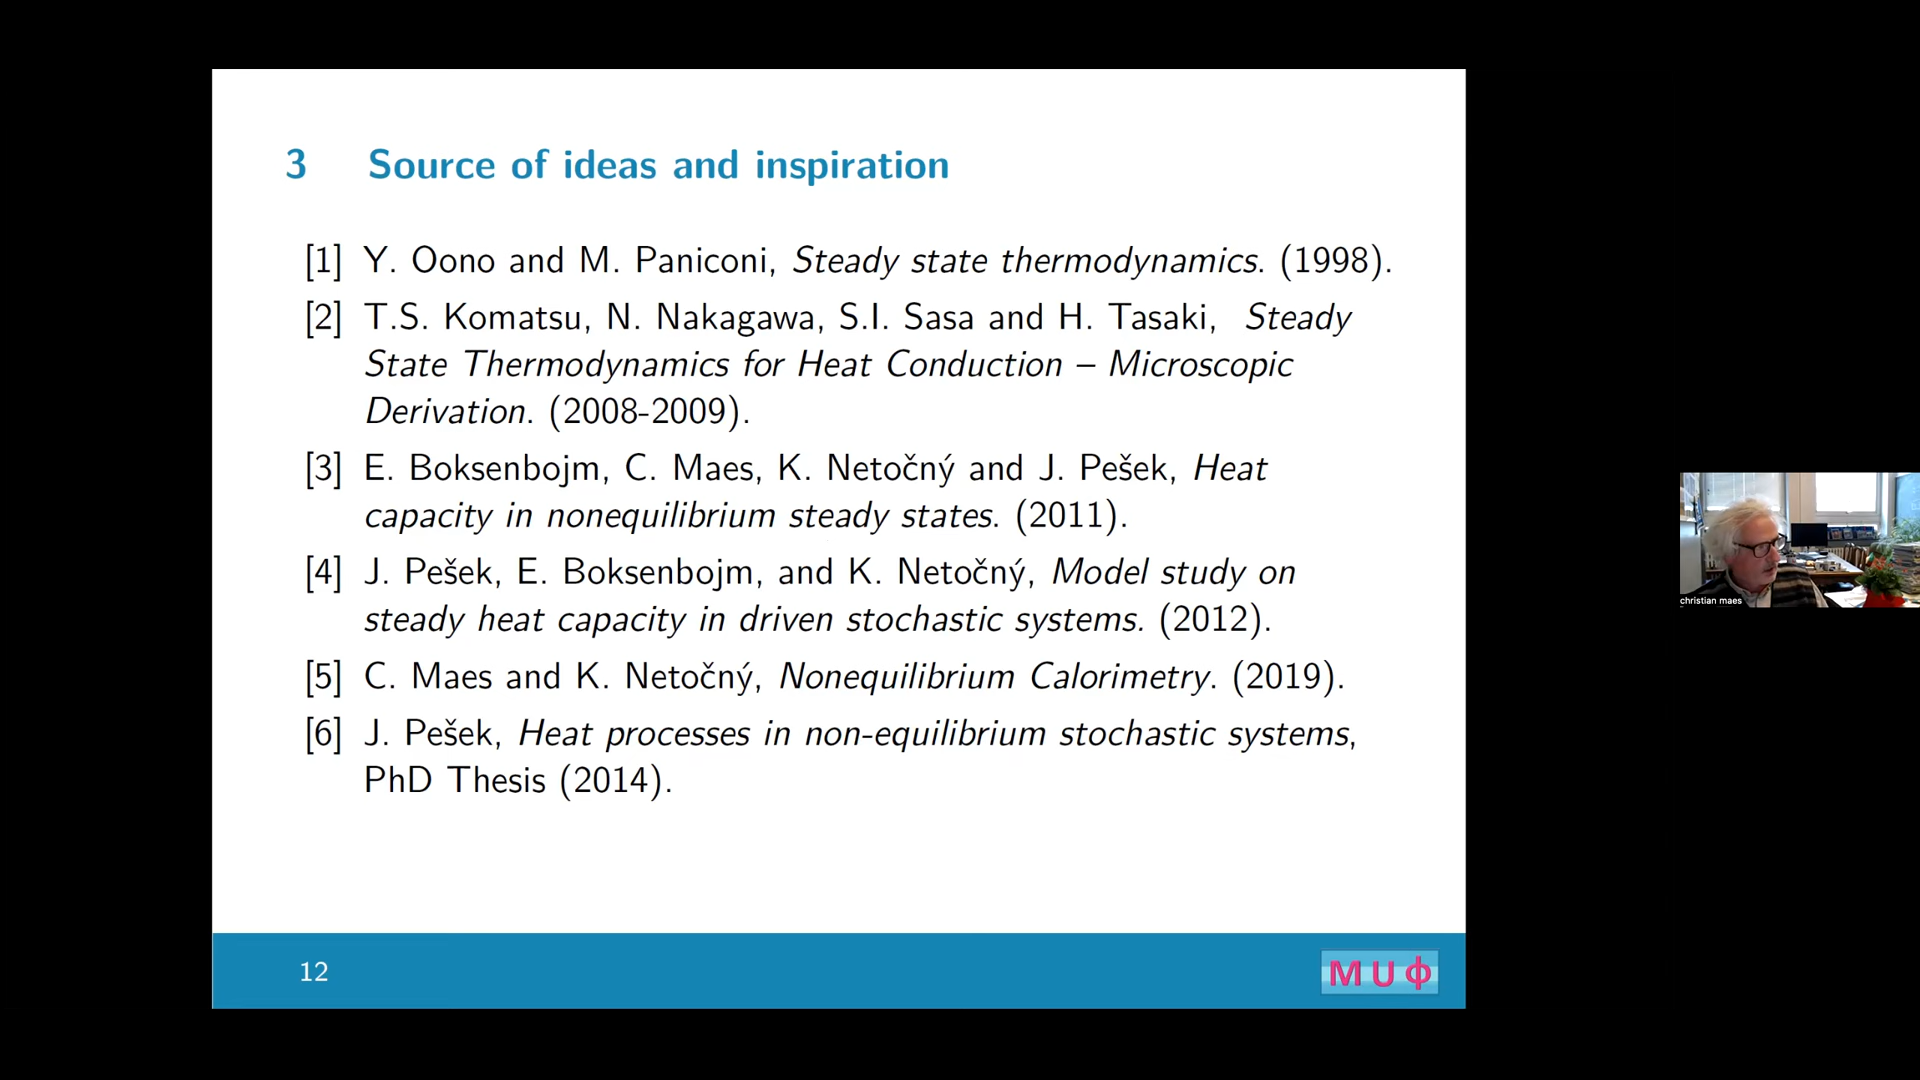 3 Source of ideas and inspiration
[1] Y. Oono and M. Paniconi, Steady state thermodynamics. (1998).
[2] T.S. Komatsu, N. Nakagawa, S.I. Sasa and H. Tasaki, Steady
State Thermodynamics for Heat Conduction – Microscopic
Derivation. (2008-2009).
[3] E. Boksenbojm, C. Maes, K. Netočný and J. Pešek, Heat
capacity in nonequilibrium steady states. (2011).
[4] J. Pešek, E. Boksenbojm, and K. Netočný, Model study on
steady heat capacity in driven stochastic systems. (2012).
[5] C. Maes and K. Netočný, Nonequilibrium Calorimetry. (2019).
[6] J. Pešek, Heat processes in non-equilibrium stochastic systems,
PhD Thesis (2014).
christian maes
12
M U ϕ